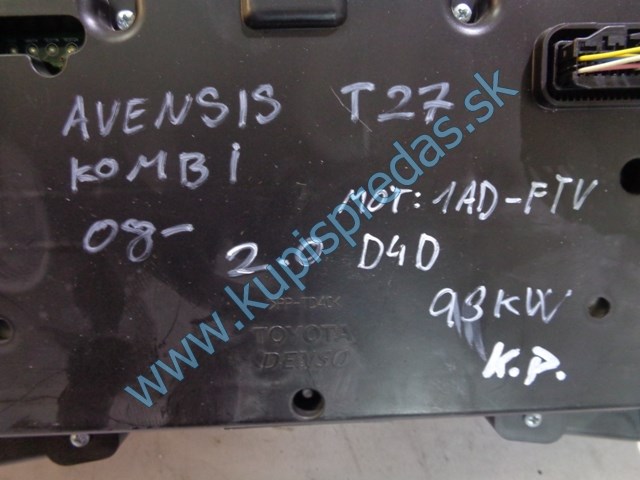 AVENSIS T27
KOMBI
MOT: 1AD-FTV
08-
2.0 D4D
93KW
K.P.
TOYOTA
DENSO
www.kupispredas.sk